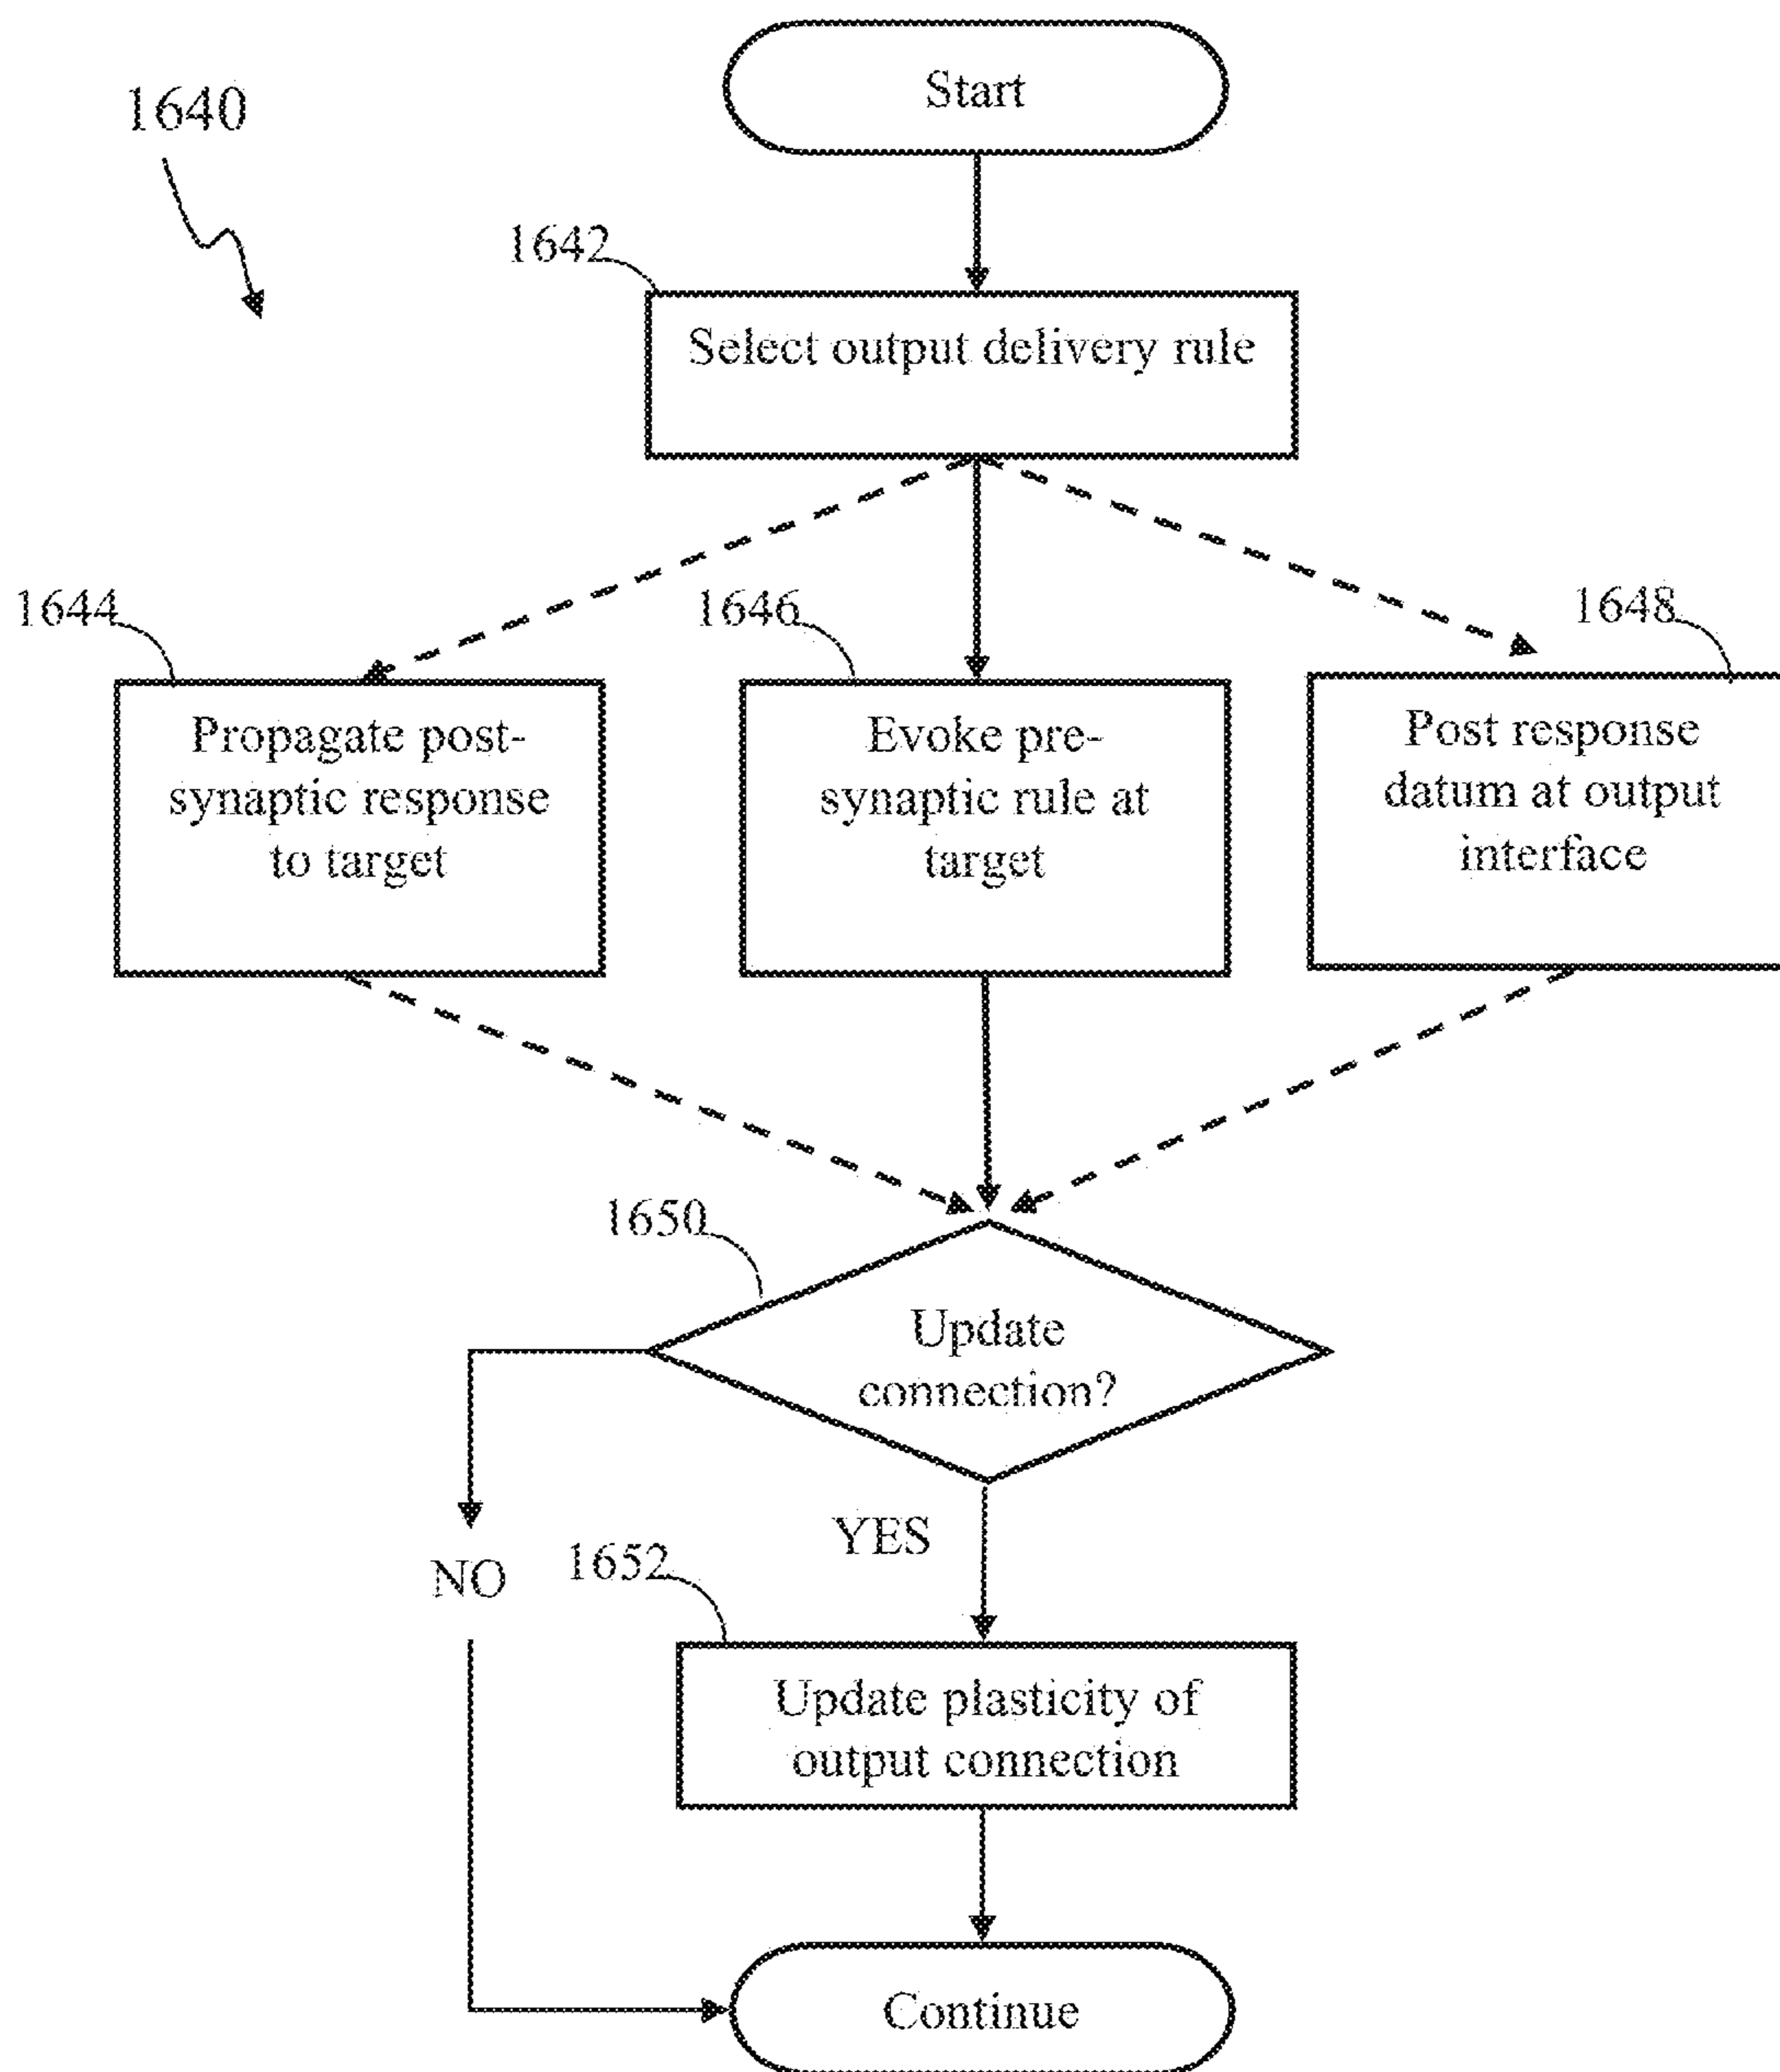 Start
1640
1642
Select output delivery rule
1644
1646
1648
Propagate post-
synaptic response
to target
Evoke pre-
synaptic rule at
target
Post response
datum at output
interface
1650
Update
connection?
YES
NO
1652
Update plasticity of
output connection
Continue